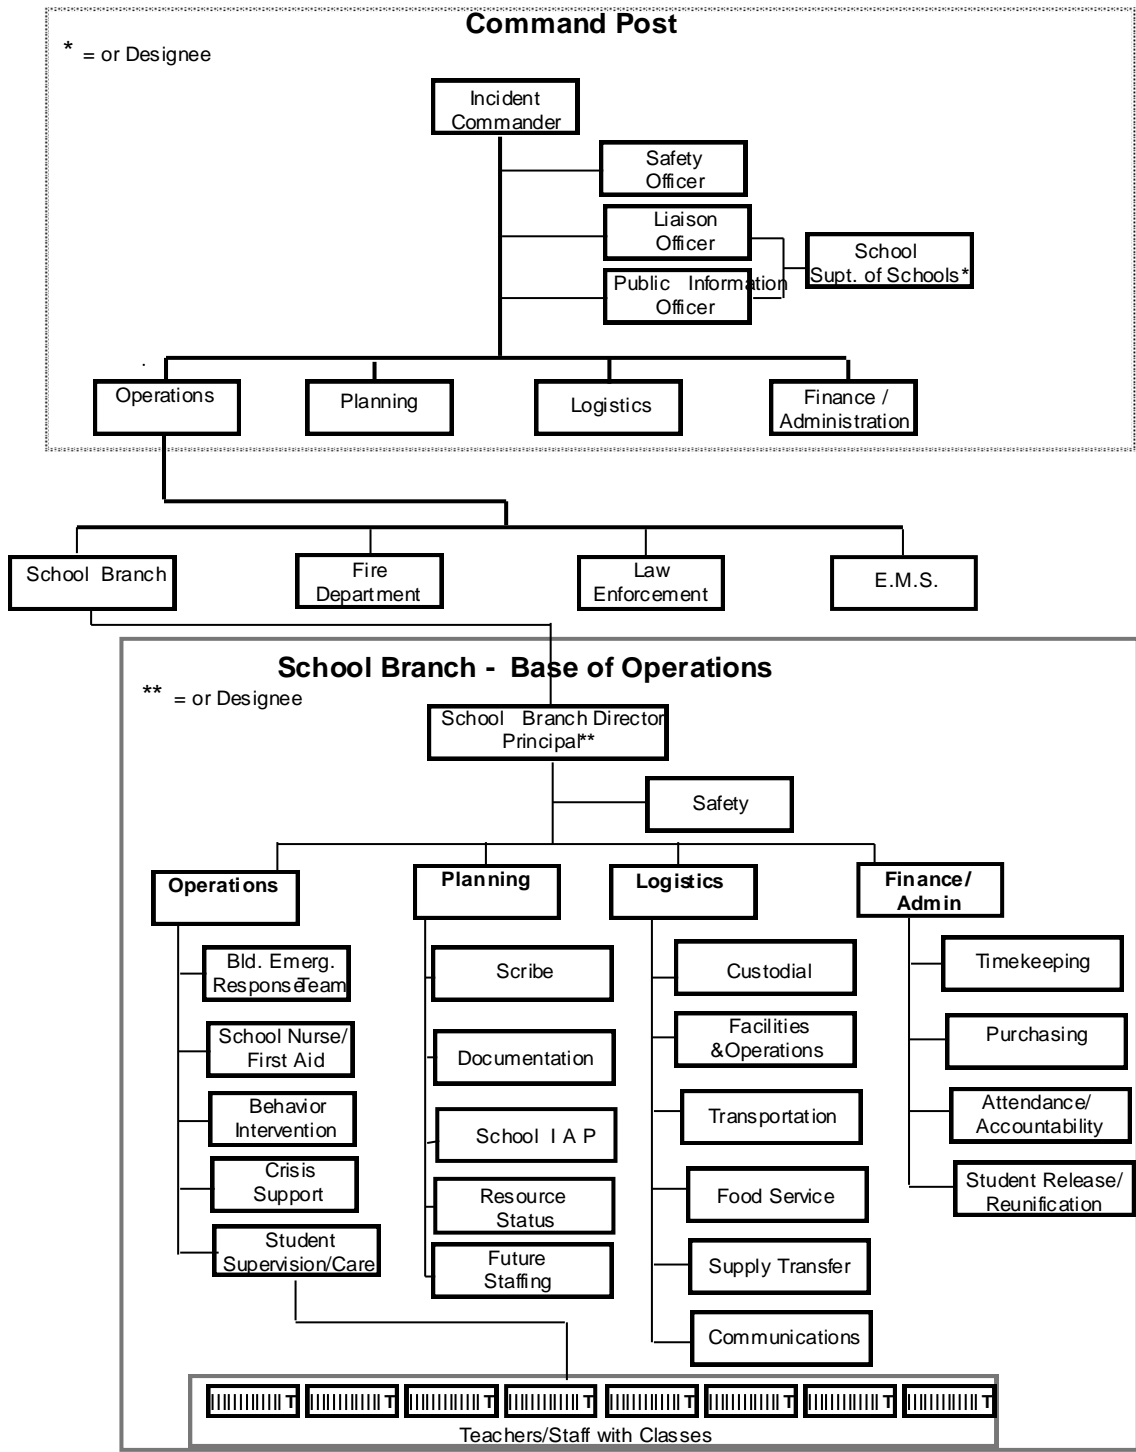 Command Post
* = or Designee
Incident
Commander
Safety
Officer
Liaison
Officer
School
Supt. of Schools*
Public Information
Officer
Operations
Planning
Logistics
Finance /
Administration
School Branch
Fire
Department
Law
Enforcement
E.M.S.
School Branch - Base of Operations
** = or Designee
School Branch Director
Principal**
Safety
Operations
Planning
Logistics
Finance/
Admin
Bld. Emerg.
Response Team
School Nurse/
First Aid
Behavior
Intervention
Crisis
Support
Student
Supervision/Care
Scribe
Documentation
School I A P
Resource
Status
Future
Staffing
Custodial
Facilities
&Operations
Transportation
Food Service
Supply Transfer
Communications
Timekeeping
Purchasing
Attendance/
Accountability
Student Release/
Reunification
||||||||||||| T ||||||||||||| T ||||||||||||| T ||||||||||||| T ||||||||||||| T ||||||||||||| T ||||||||||||| T ||||||||||||| T
Teachers/Staff with Classes